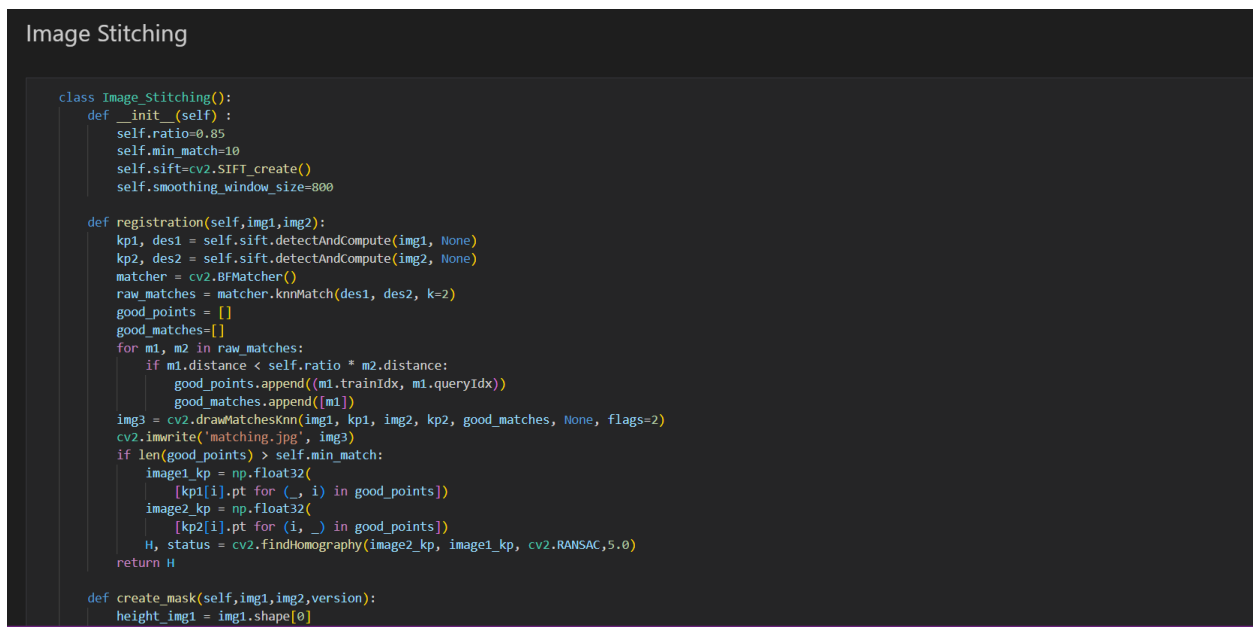 Image Stitching
class Image_Stitching():
    def __init__(self) :
        self.ratio=0.85
        self.min_match=10
        self.sift=cv2.SIFT_create()
        self.smoothing_window_size=800
    def registration(self,img1,img2):
        kp1, des1 = self.sift.detectAndCompute(img1, None)
        kp2, des2 = self.sift.detectAndCompute(img2, None)
        matcher = cv2.BFMatcher()
        raw_matches = matcher.knnMatch(des1, des2, k=2)
        good_points = []
        good_matches=[]
        for m1, m2 in raw_matches:
            if m1.distance < self.ratio * m2.distance:
                good_points.append((m1.trainIdx, m1.queryIdx))
                good_matches.append([m1])
        img3 = cv2.drawMatchesKnn(img1, kp1, img2, kp2, good_matches, None, flags=2)
        cv2.imwrite('matching.jpg', img3)
        if len(good_points) > self.min_match:
            image1_kp = np.float32(
                [kp1[i].pt for (_, i) in good_points])
            image2_kp = np.float32(
                [kp2[i].pt for (i, _) in good_points])
            H, status = cv2.findHomography(image2_kp, image1_kp, cv2.RANSAC,5.0)
        return H
    def create_mask(self,img1,img2,version):
        height_img1 = img1.shape[0]